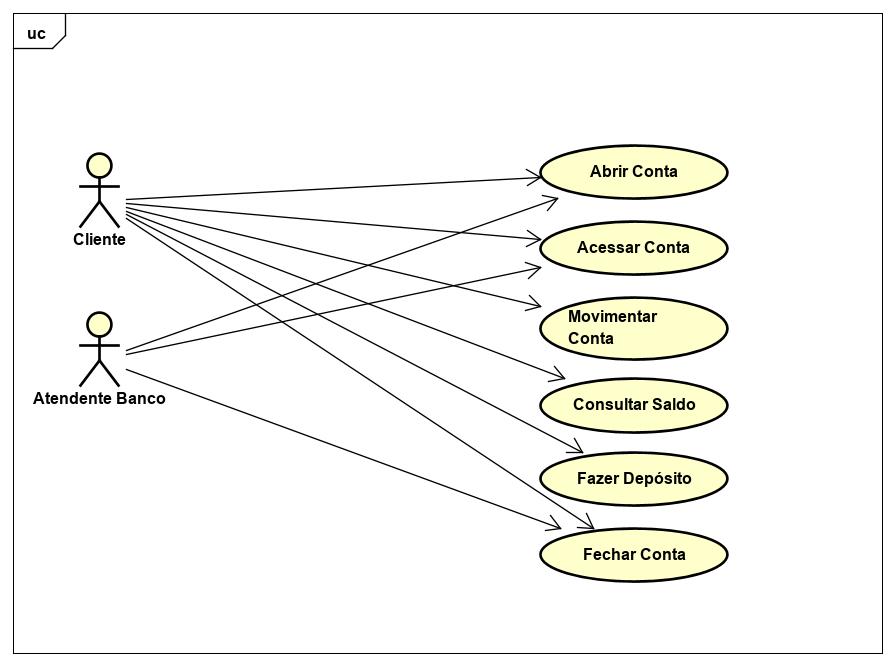 uc
Cliente
Atendente Banco
Abrir Conta
Acessar Conta
Movimentar
Conta
Consultar Saldo
Fazer Depósito
Fechar Conta